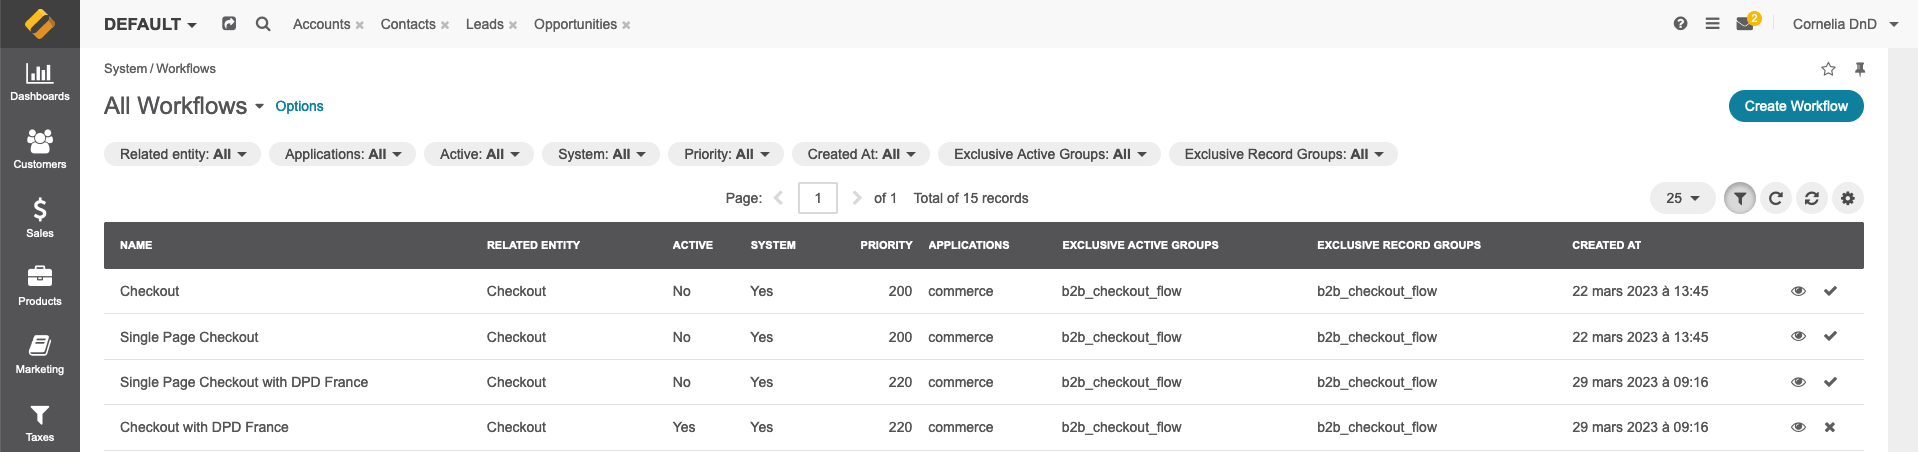 DEFAULT Accounts Contacts Leads Opportunities 2 Cornelia DnD
System / Workflows
Dashboards
All Workflows Options Create Workflow
Related entity: All Applications: All Active: All System: All Priority: All Created At: All Exclusive Active Groups: All Exclusive Record Groups: All
Customers
Page: 1 of 1 Total of 15 records 25
Sales
NAME RELATED ENTITY ACTIVE SYSTEM PRIORITY APPLICATIONS EXCLUSIVE ACTIVE GROUPS EXCLUSIVE RECORD GROUPS CREATED AT
Checkout Checkout No Yes 200 commerce b2b_checkout_flow b2b_checkout_flow 22 mars 2023 à 13:45
Products
Single Page Checkout Checkout No Yes 200 commerce b2b_checkout_flow b2b_checkout_flow 22 mars 2023 à 13:45
Marketing
Single Page Checkout with DPD France Checkout No Yes 220 commerce b2b_checkout_flow b2b_checkout_flow 29 mars 2023 à 09:16
Checkout with DPD France Checkout Yes Yes 220 commerce b2b_checkout_flow b2b_checkout_flow 29 mars 2023 à 09:16
Taxes